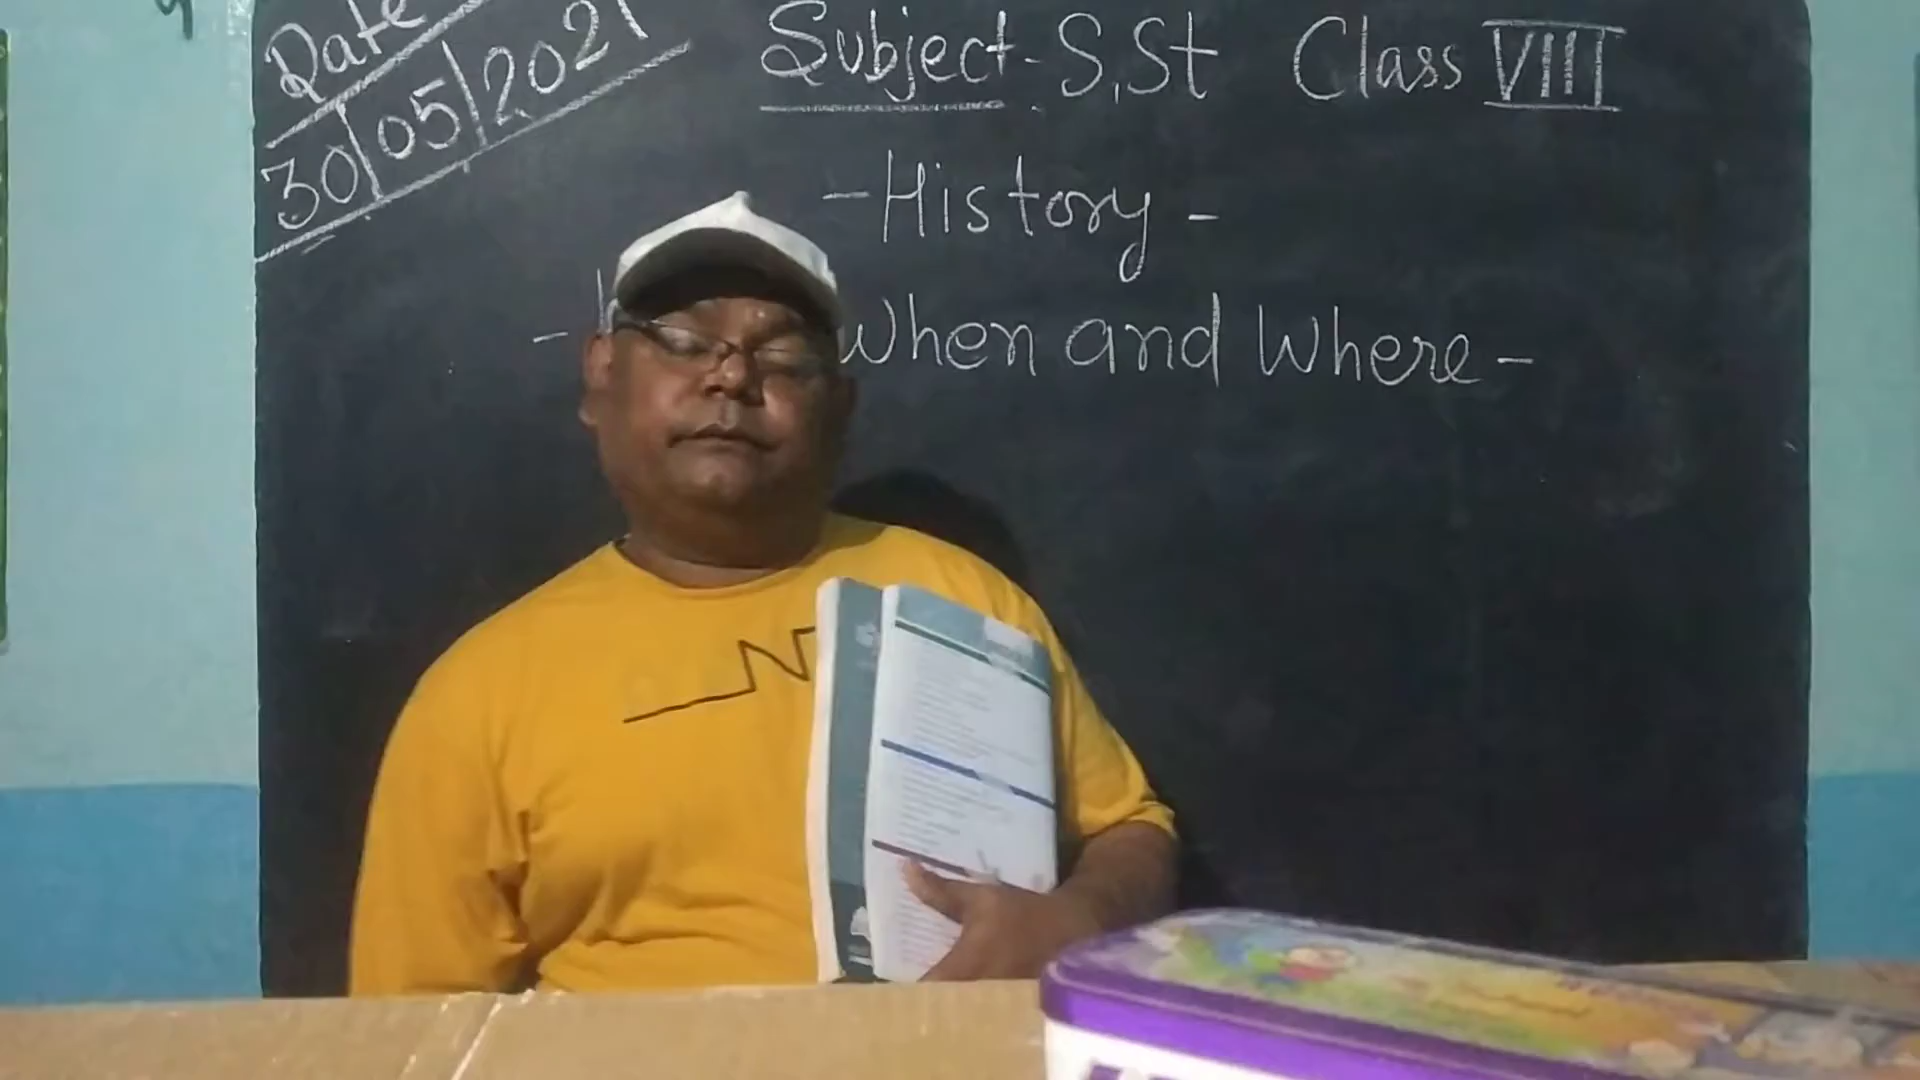 Date
30/05/2021
Subject:- S.St Class VIII
- History -
- When and Where -